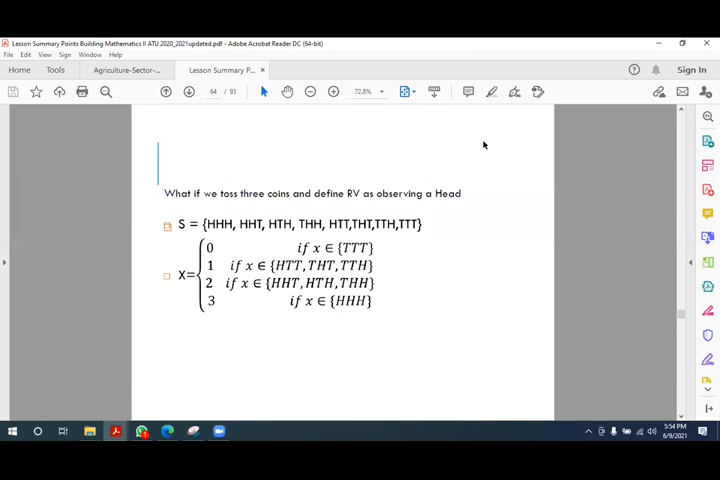 Lesson Summary Points Building Mathematics II ATU 2020_2021updated.pdf - Adobe Acrobat Reader DC (64-bit)
File Edit View Sign Window Help
Home Tools Agriculture-Sector-... Lesson Summary P... × Sign In
64 / 93 72.8%
What if we toss three coins and define RV as observing a Head
S = {HHH, HHT, HTH, THH, HTT,THT,TTH,TTT}
0 if x ∈ {TTT}
1 if x ∈ {HTT, THT, TTH}
X=
2 if x ∈ {HHT, HTH, THH}
3 if x ∈ {HHH}
5:54 PM
6/9/2021